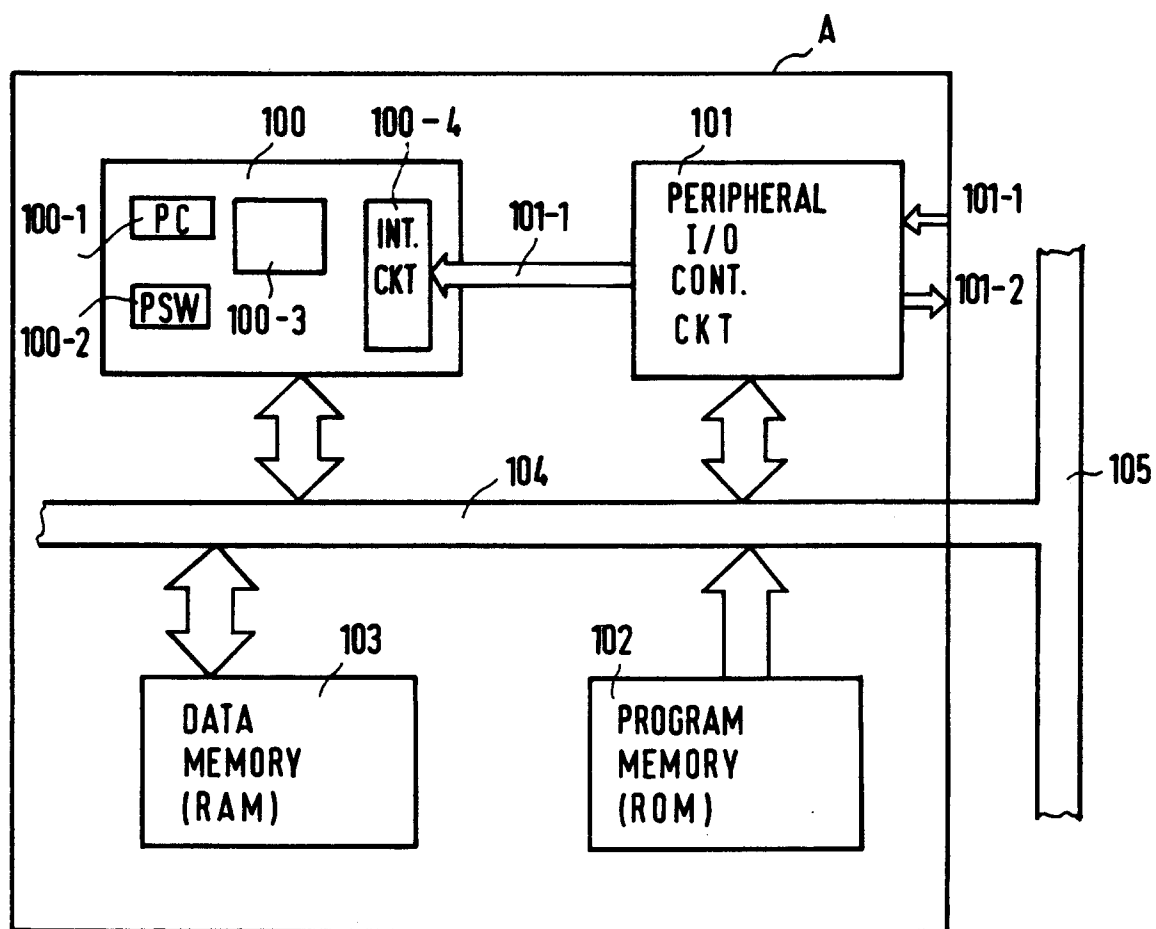 A
100
100-4
101
100-1
PC
INT.
CKT
101-1
PERIPHERAL
I/O
CONT.
CKT
101-1
101-2
100-2
PSW
100-3
104
105
103
DATA
MEMORY
(RAM)
102
PROGRAM
MEMORY
(ROM)